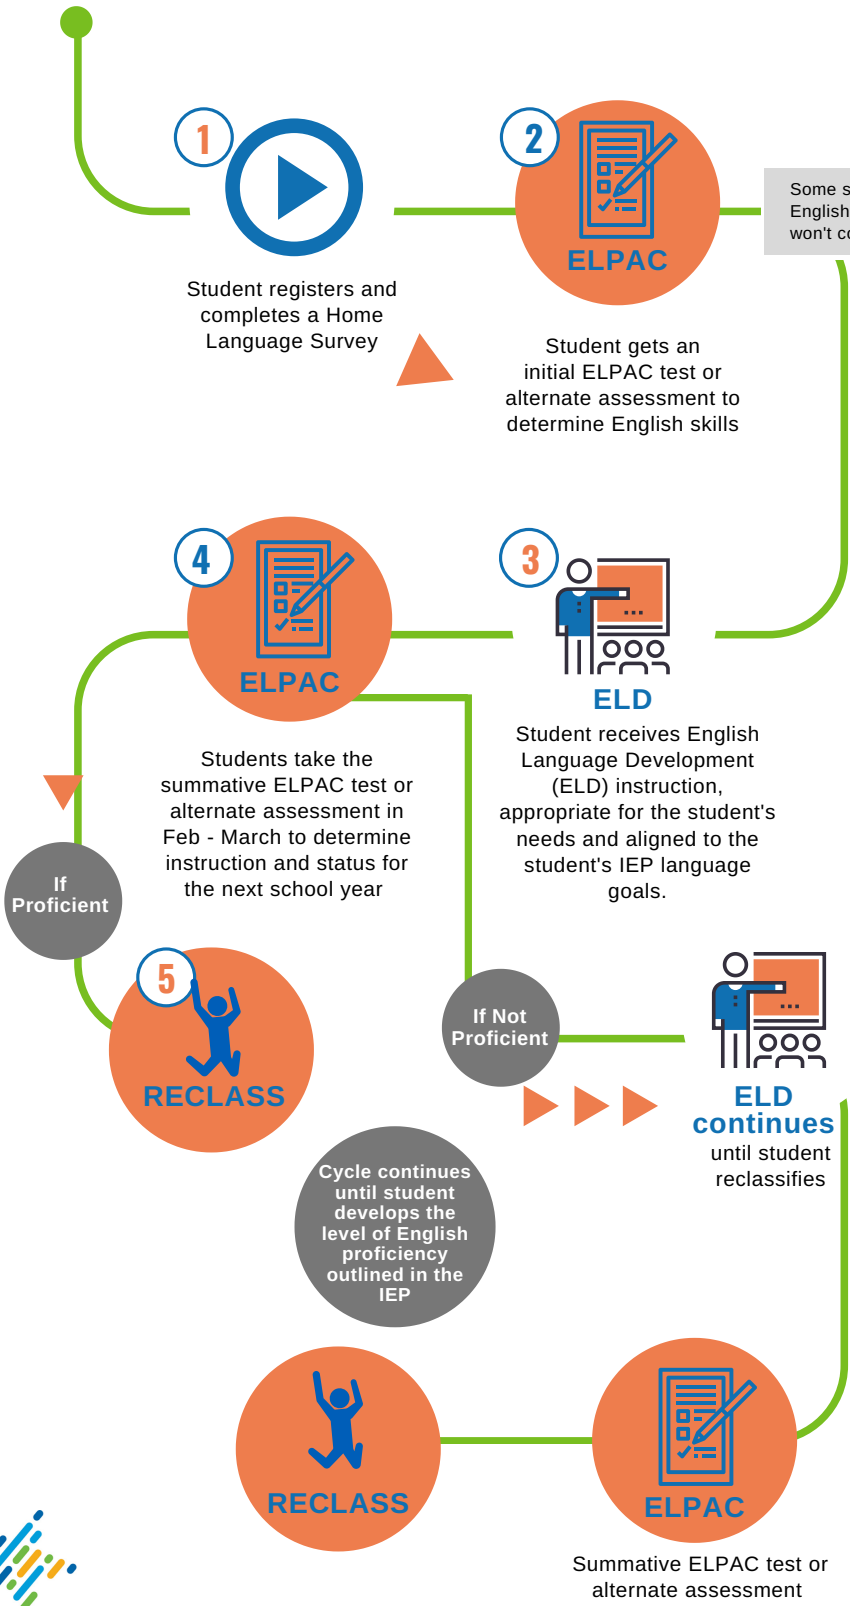 1
Student registers and
completes a Home
Language Survey
2
ELPAC
Student gets an
initial ELPAC test or
alternate assessment to
determine English skills
Some
English
won't
3
ELD
Student receives English
Language Development
(ELD) instruction,
appropriate for the student's
needs and aligned to the
student's IEP language
goals.
4
ELPAC
Students take the
summative ELPAC test or
alternate assessment in
Feb - March to determine
instruction and status for
the next school year
If
Proficient
5
RECLASS
If Not
Proficient
ELD
continues
until student
reclassifies
Cycle continues
until student
develops the
level of English
proficiency
outlined in the
IEP
RECLASS
ELPAC
Summative ELPAC test or
alternate assessment